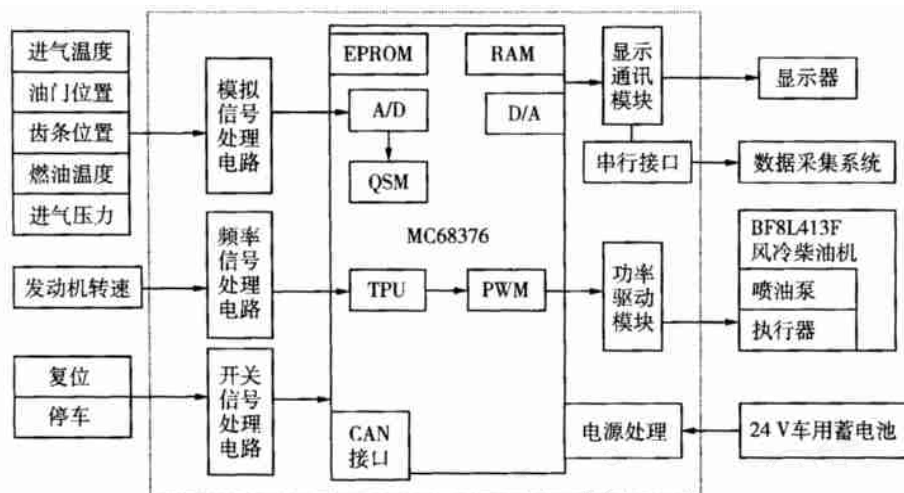 进气温度
油门位置
齿条位置
燃油温度
进气压力
发动机转速
复位
停车
模拟
信号
处理
电路
频率
信号
处理
电路
开关
信号
处理
电路
EPROM
RAM
A/D
D/A
QSM
MC68376
TPU
PWM
CAN
接口
显示
通讯
模块
串行接口
功率
驱动
模块
电源处理
显示器
数据采集系统
BF8L413F
风冷柴油机
喷油泵
执行器
24 V车用蓄电池